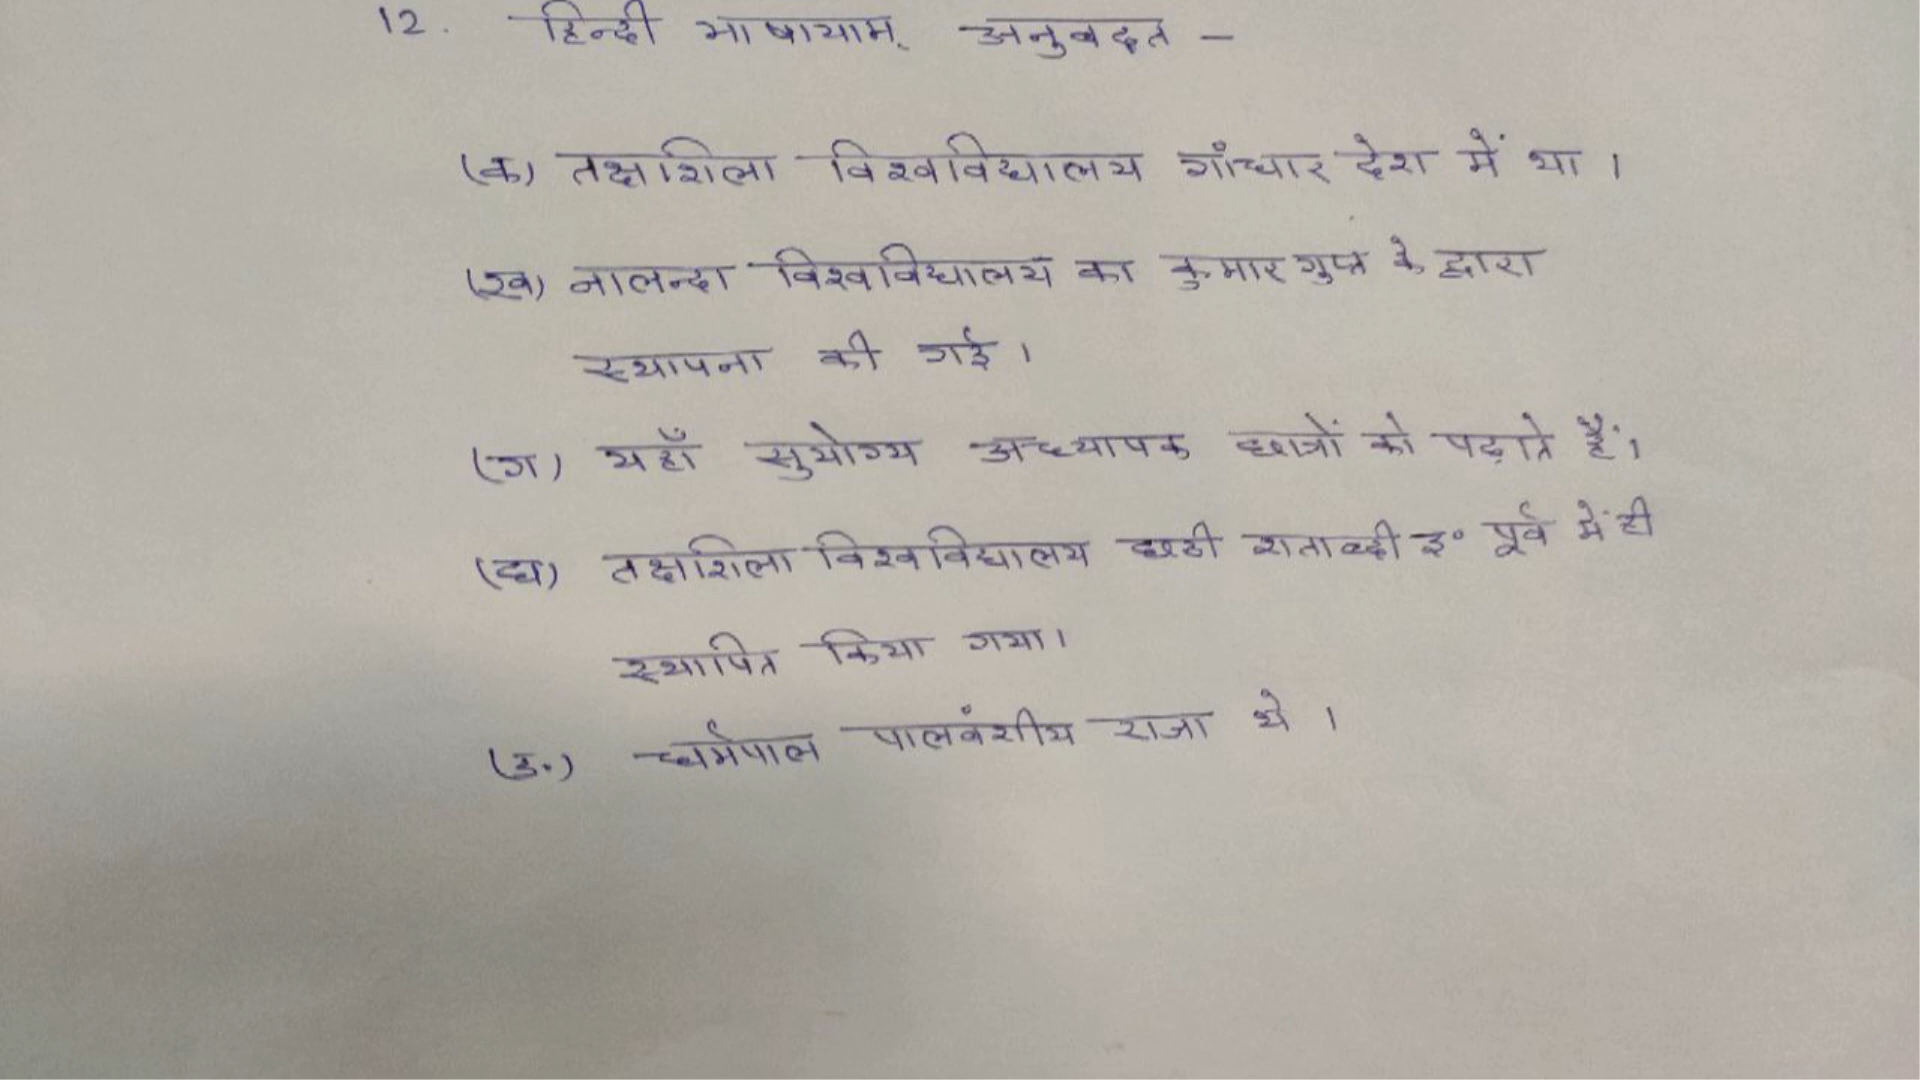 12. हिन्दी भाषायाम् अनुवदत –
(क) तक्षशिला विश्वविद्यालय गांधार देश में था ।
(ख) नालन्दा विश्वविद्यालय का कुमारगुप्त के द्वारा
स्थापना की गई ।
(ग) यहाँ सुयोग्य अध्यापक छात्रों को पढ़ाते हैं ।
(घ) तक्षशिला विश्वविद्यालय छठी शताब्दी इ० पूर्व में ही
स्थापित किया गया ।
(ङ) धर्मपाल पालवंशीय राजा थे ।